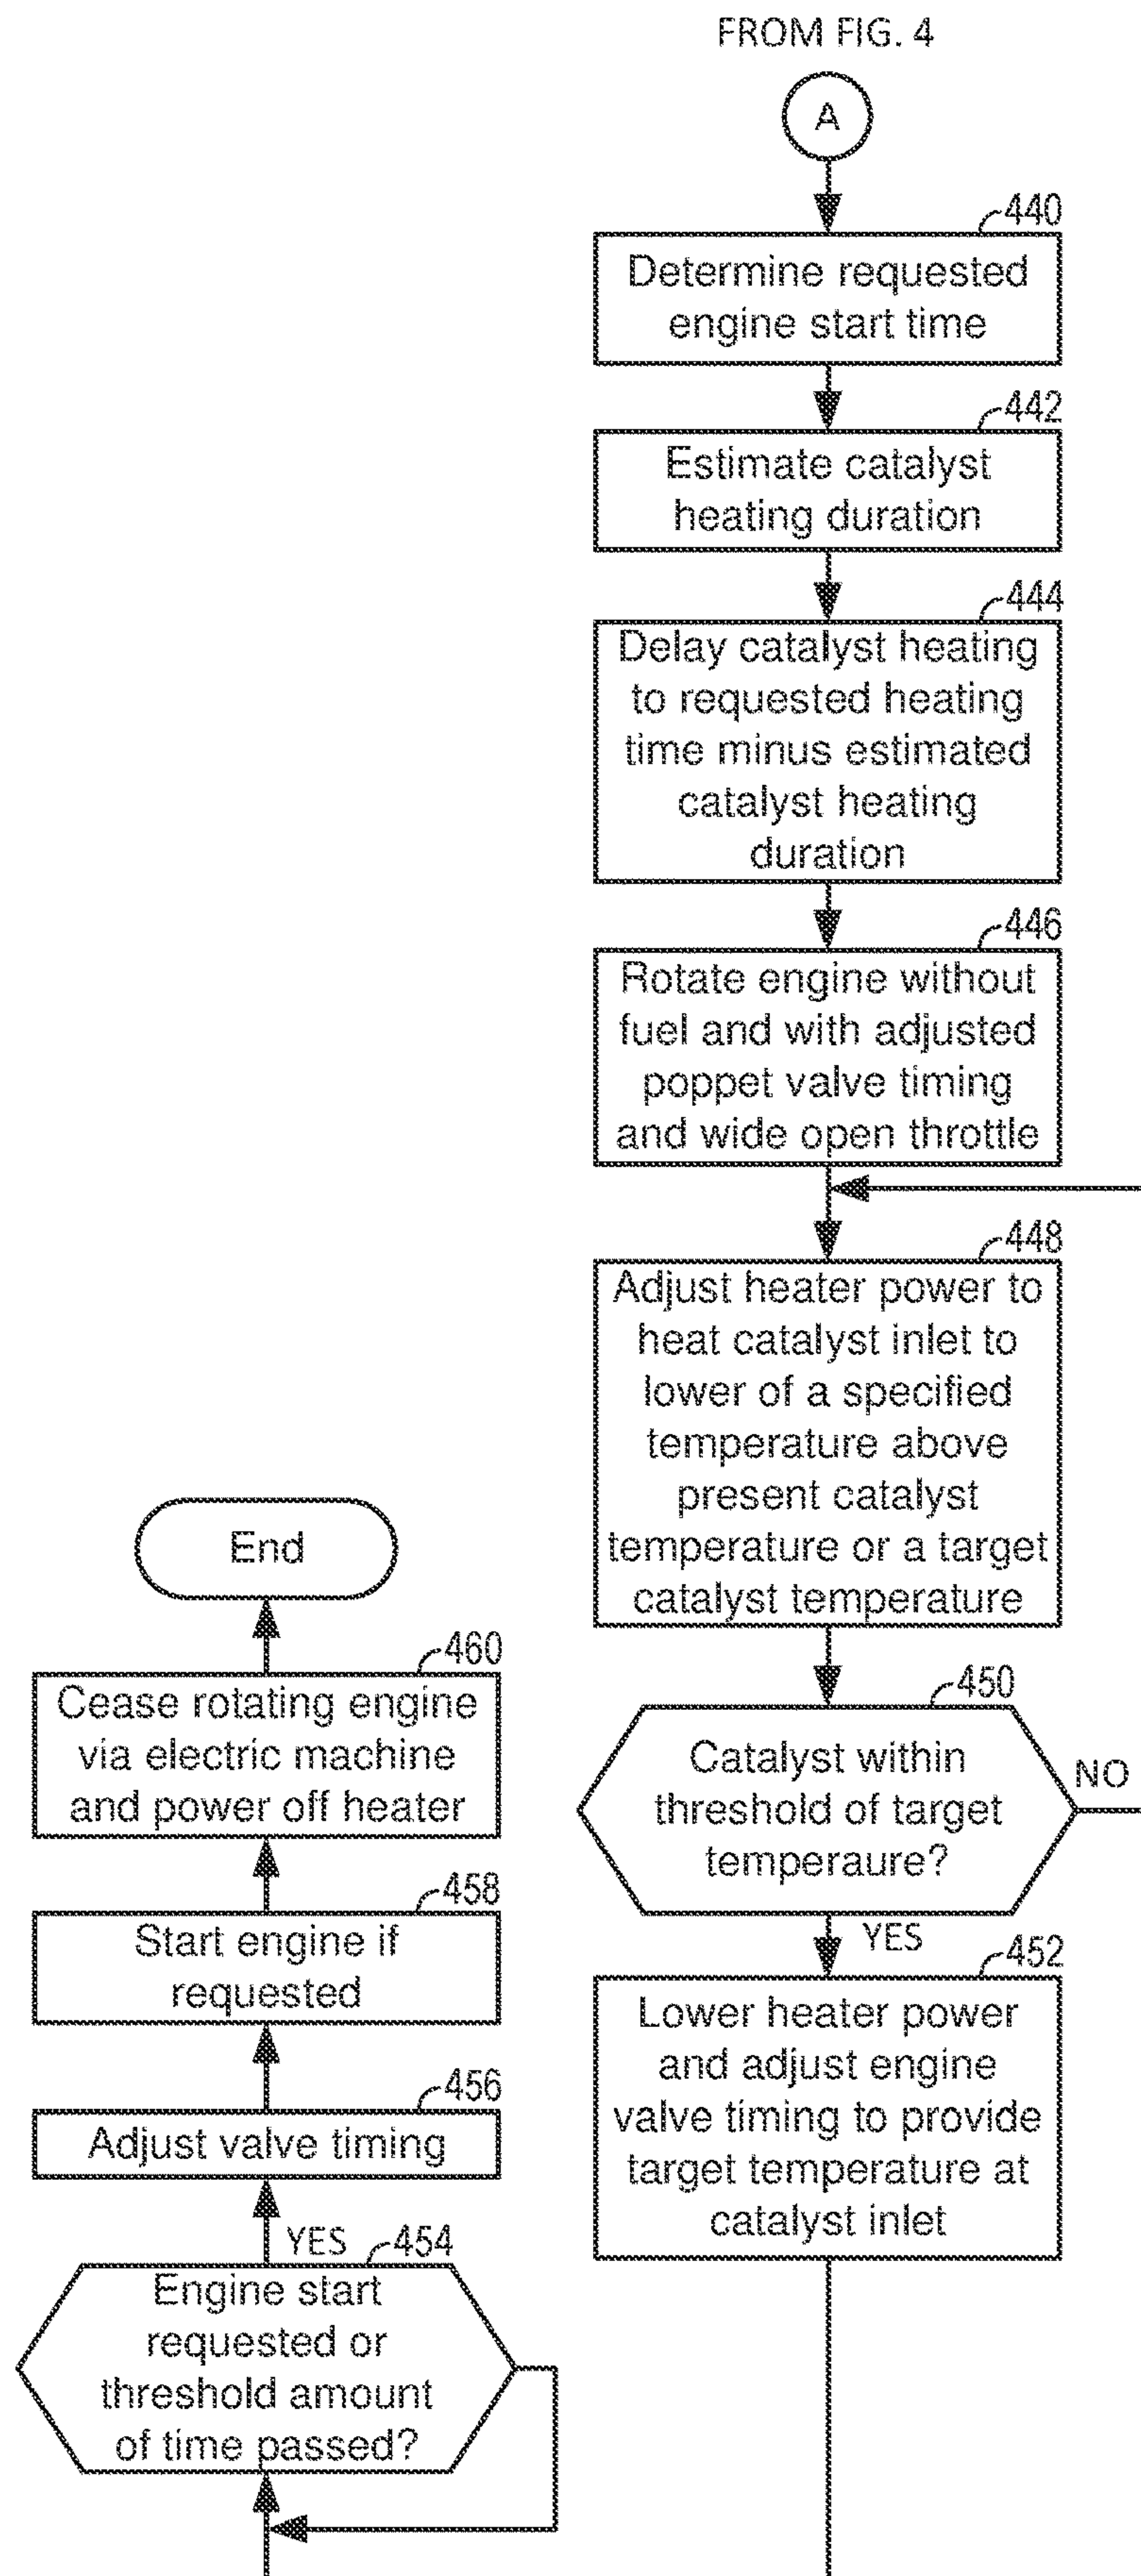 FROM FIG. 4
A
440
Determine requested
engine start time
442
Estimate catalyst
heating duration
444
Delay catalyst heating
to requested heating
time minus estimated
catalyst heating
duration
446
Rotate engine without
fuel and with adjusted
poppet valve timing
and wide open throttle
448
Adjust heater power to
heat catalyst inlet to
lower of a specified
temperature above
present catalyst
temperature or a target
catalyst temperature
450
Catalyst within
threshold of target
temperaure?
NO
YES
452
Lower heater power
and adjust engine
valve timing to provide
target temperature at
catalyst inlet
454
Engine start
requested or
threshold amount
of time passed?
YES
456
Adjust valve timing
458
Start engine if
requested
460
Cease rotating engine
via electric machine
and power off heater
End